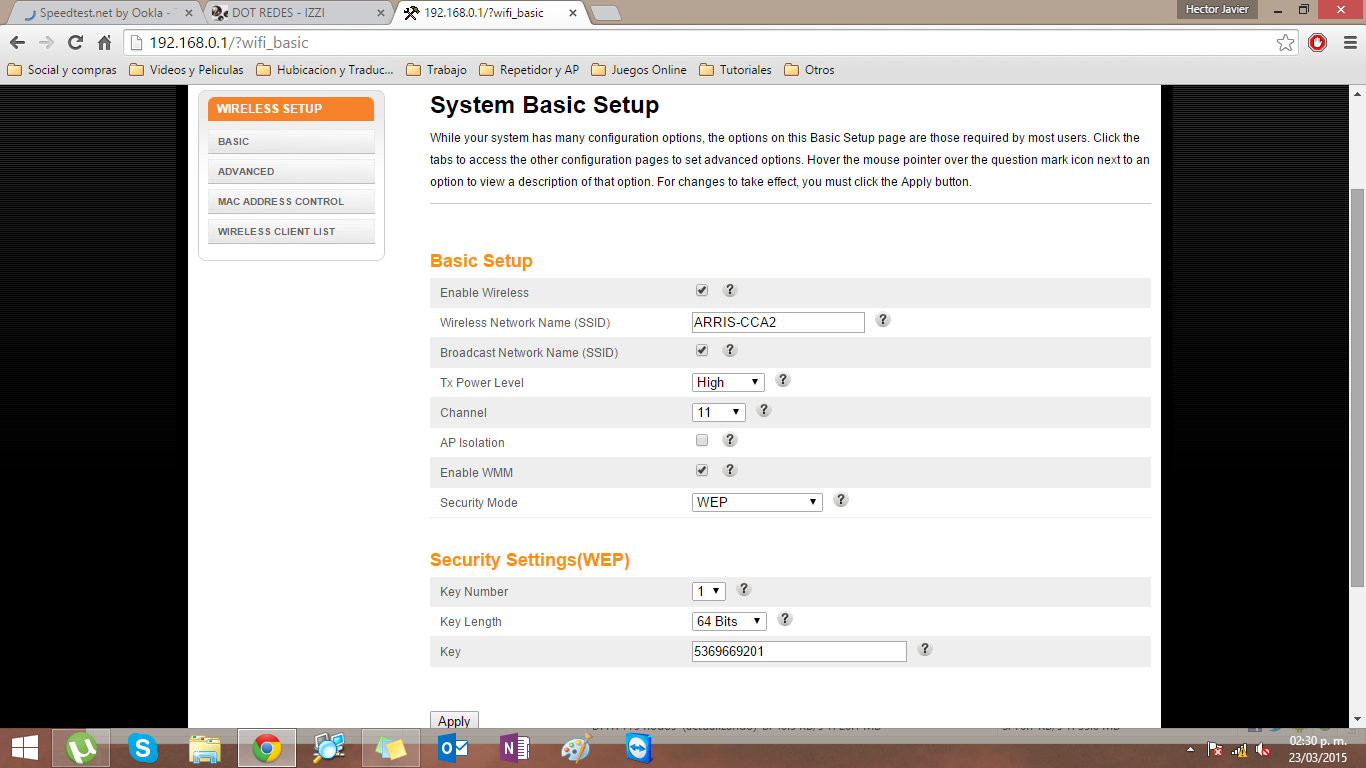 Speedtest.net by Ookla -
DOT REDES - IZZI
192.168.0.1/?wifi_basic
Hector Javier
192.168.0.1/?wifi_basic
Social y compras
Videos y Peliculas
Hubicacion y Traduc...
Trabajo
Repetidor y AP
Juegos Online
Tutoriales
Otros
WIRELESS SETUP
BASIC
ADVANCED
MAC ADDRESS CONTROL
WIRELESS CLIENT LIST
System Basic Setup
While your system has many configuration options, the options on this Basic Setup page are those required by most users. Click the
tabs to access the other configuration pages to set advanced options. Hover the mouse pointer over the question mark icon next to an
option to view a description of that option. For changes to take effect, you must click the Apply button.
Basic Setup
Enable Wireless ?
Wireless Network Name (SSID) ARRIS-CCA2 ?
Broadcast Network Name (SSID) ?
Tx Power Level High ?
Channel 11 ?
AP Isolation ?
Enable WMM ?
Security Mode WEP ?
Security Settings(WEP)
Key Number 1 ?
Key Length 64 Bits ?
Key 5369669201 ?
Apply
02:30 p. m.
23/03/2015